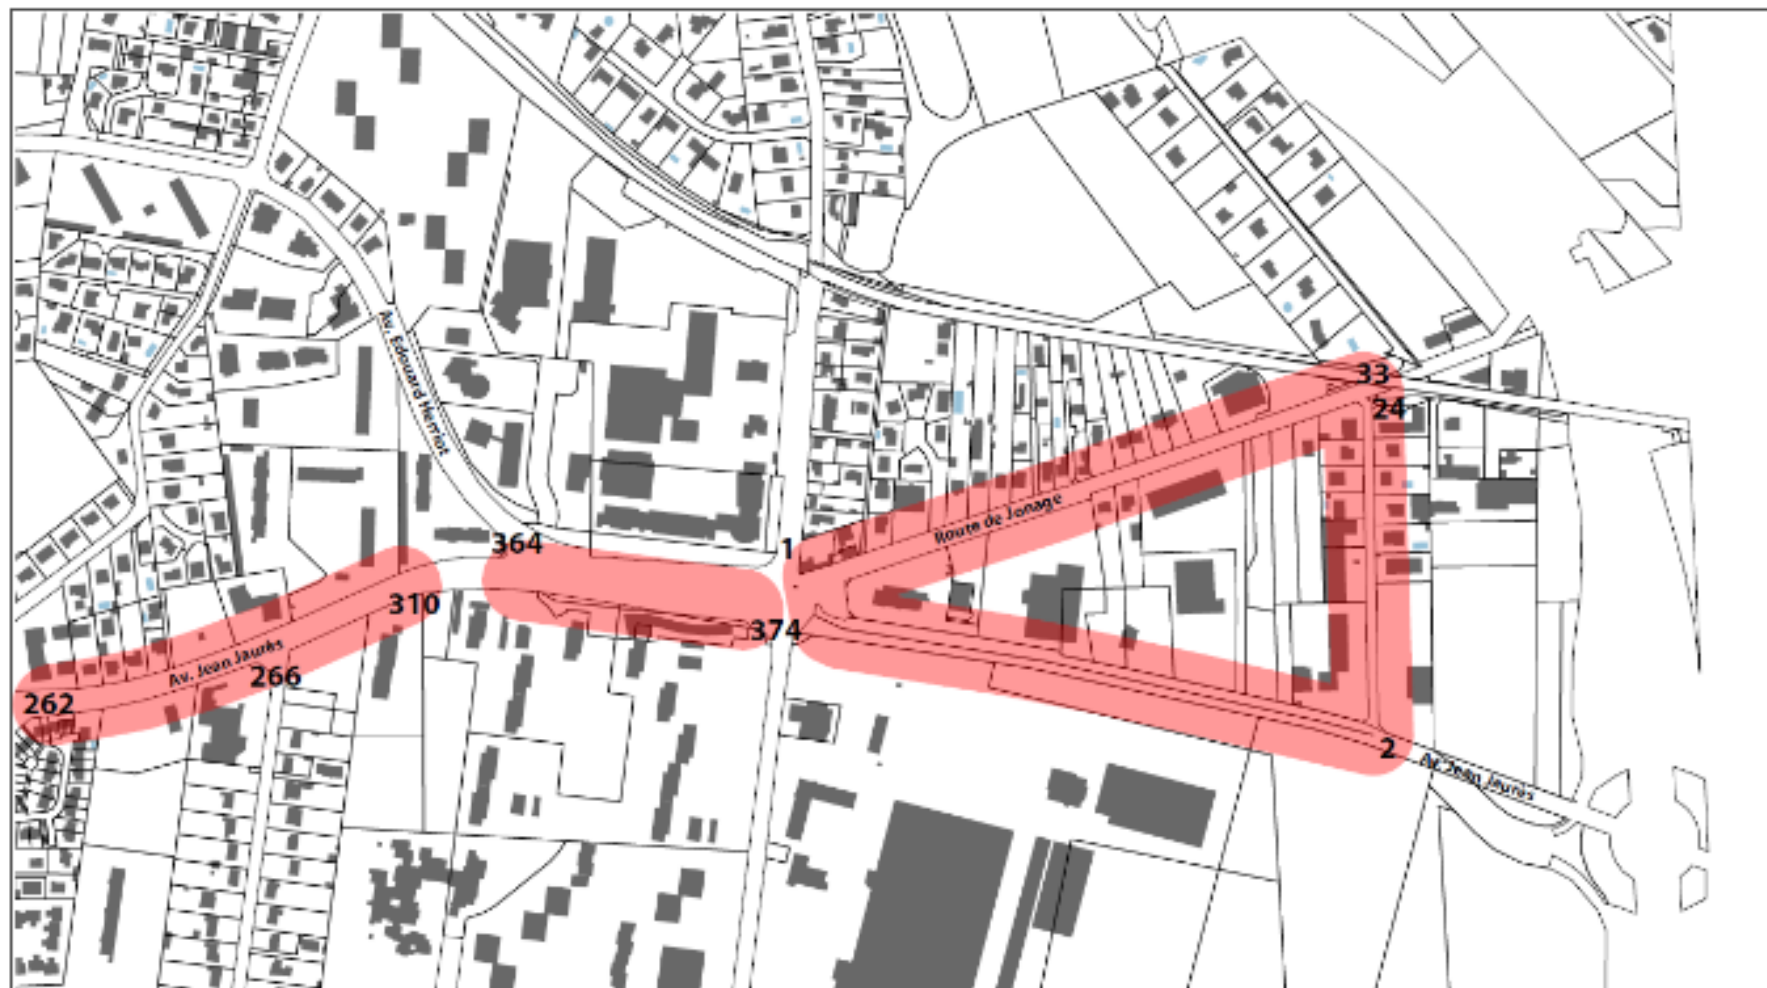 Av. Edouard Herriot
33
24
Route de Jonage
364
1
310
374
Av. Jean Jaurès
266
262
2
Av. Jean Jaurès